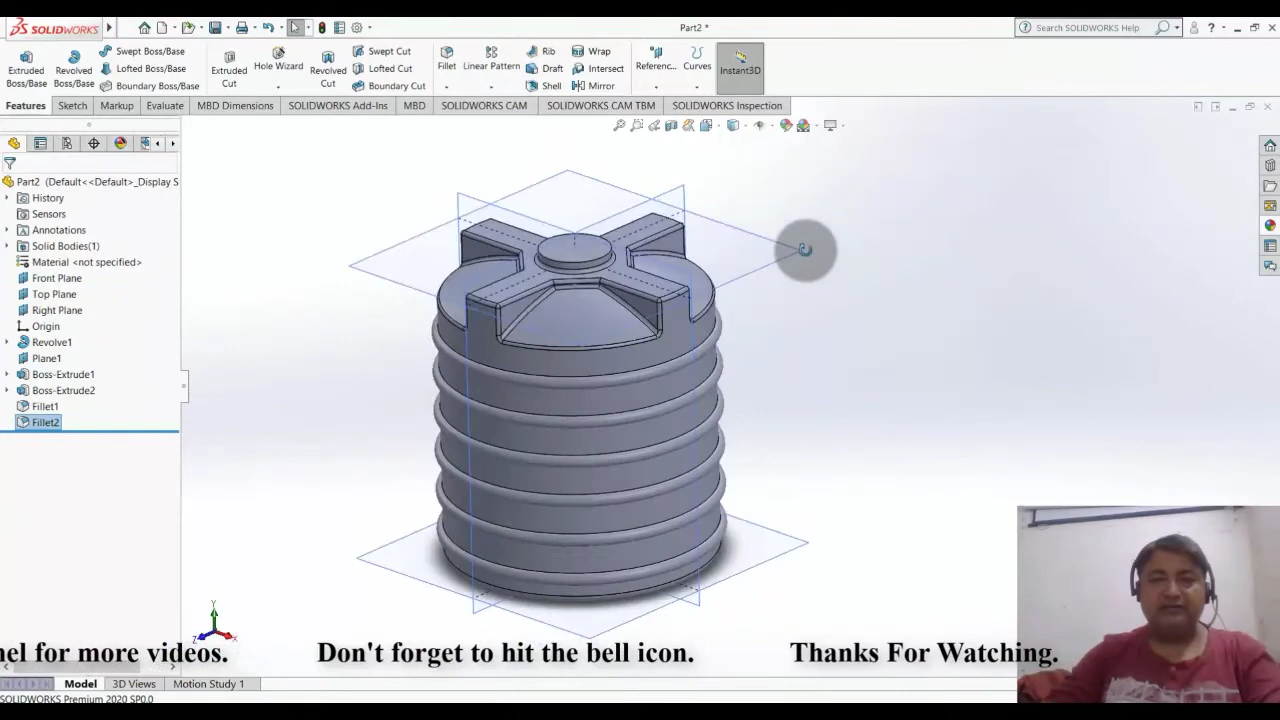 SOLIDWORKS
Part2 *
Search SOLIDWORKS Help
Extruded Boss/Base
Revolved Boss/Base
Swept Boss/Base
Lofted Boss/Base
Boundary Boss/Base
Extruded Cut
Hole Wizard
Revolved Cut
Swept Cut
Lofted Cut
Boundary Cut
Fillet
Linear Pattern
Rib
Draft
Shell
Wrap
Intersect
Mirror
Referenc...
Curves
Instant3D
Features
Sketch
Markup
Evaluate
MBD Dimensions
SOLIDWORKS Add-Ins
MBD
SOLIDWORKS CAM
SOLIDWORKS CAM TBM
SOLIDWORKS Inspection
Part2 (Default<<Default>_Display S
History
Sensors
Annotations
Solid Bodies(1)
Material <not specified>
Front Plane
Top Plane
Right Plane
Origin
Revolve1
Plane1
Boss-Extrude1
Boss-Extrude2
Fillet1
Fillet2
Y
Z
X
nel for more videos. Don't forget to hit the bell icon. Thanks For Watching.
Model
3D Views
Motion Study 1
SOLIDWORKS Premium 2020 SP0.0